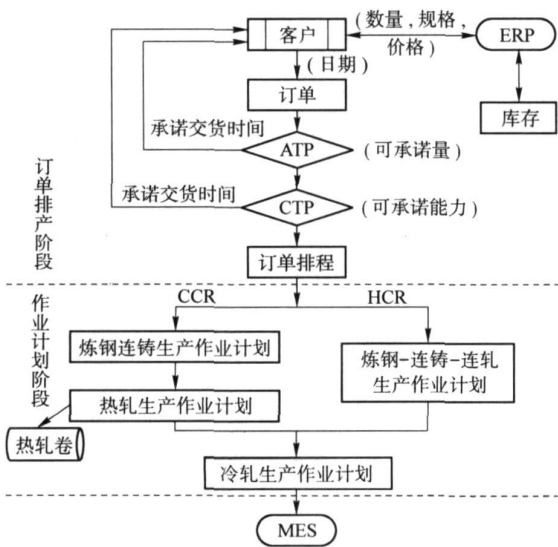 客户
(数量,规格,
价格)
ERP
(日期)
订单
库存
承诺交货时间
ATP
(可承诺量)
承诺交货时间
CTP
(可承诺能力)
订单排产阶段
订单排程
CCR
HCR
作业计划阶段
炼钢连铸生产作业计划
炼钢-连铸-连轧
生产作业计划
热轧生产作业计划
热轧卷
冷轧生产作业计划
MES